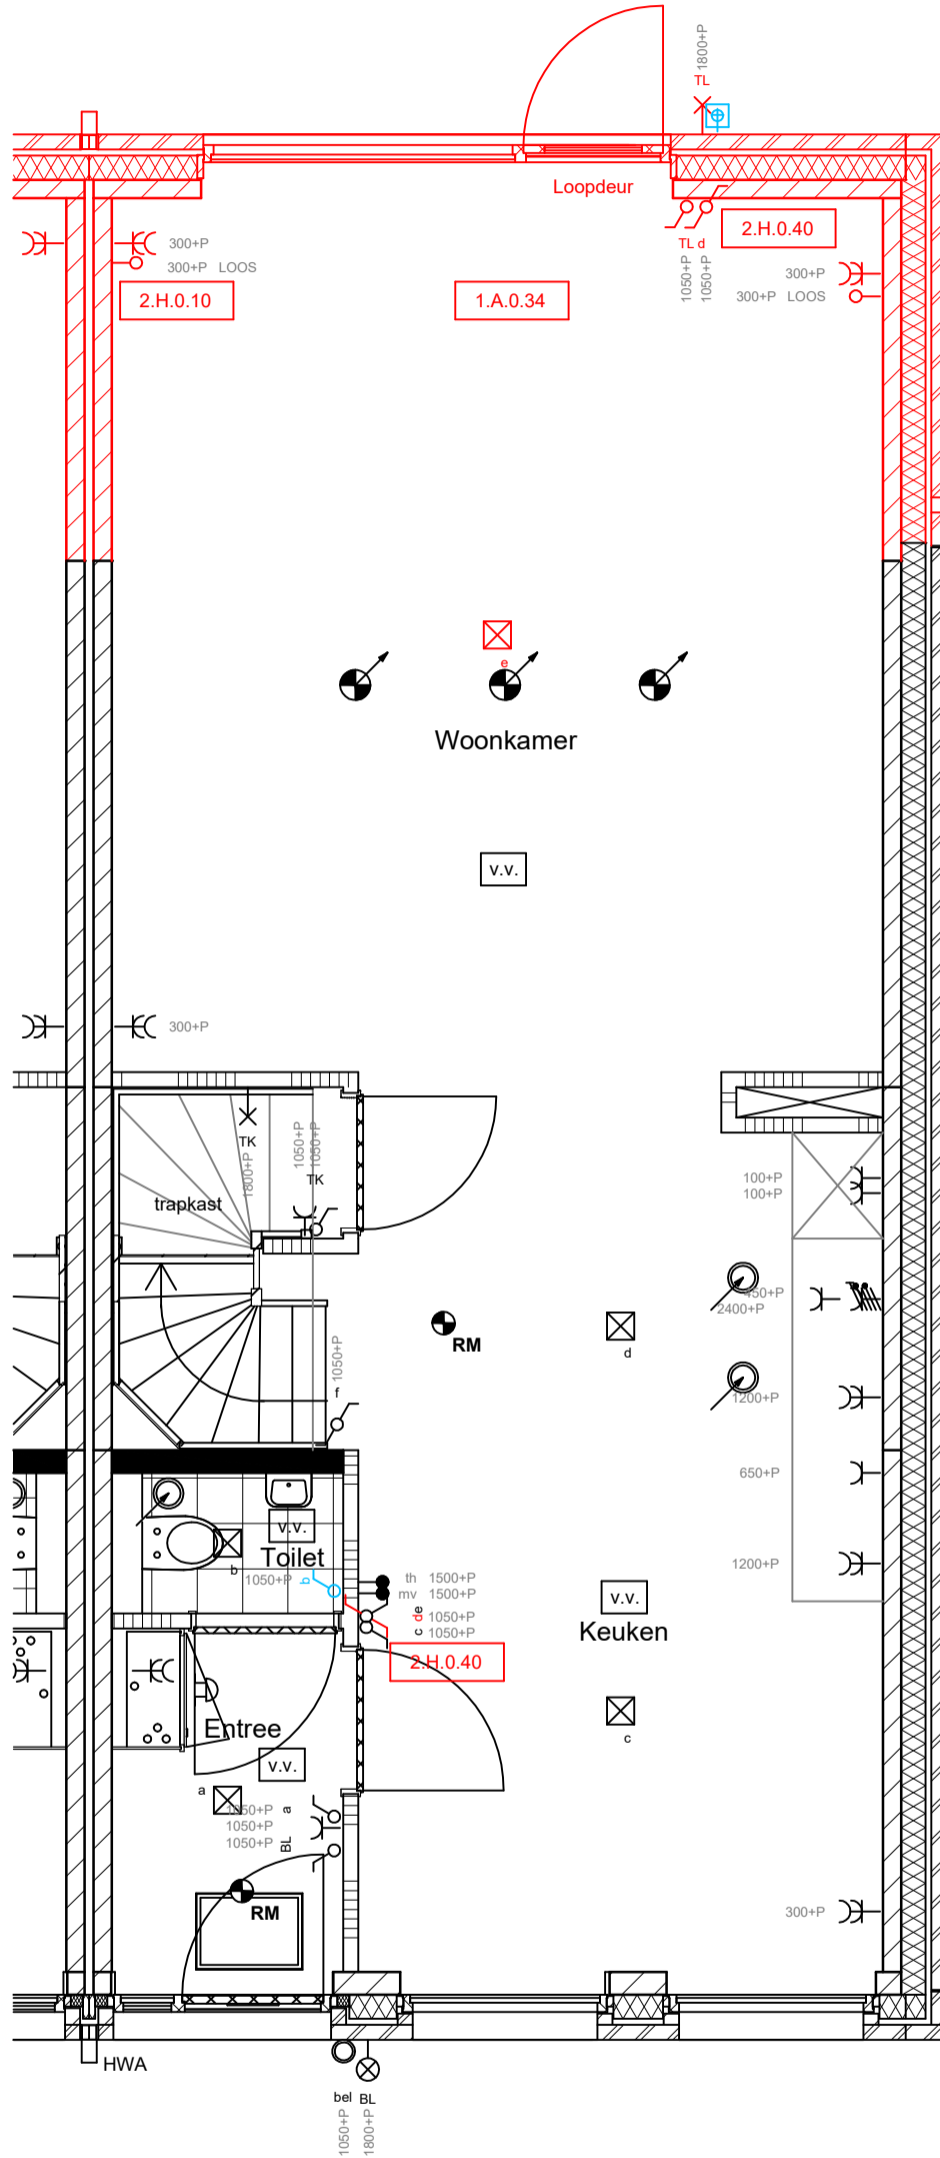 1800+P
TL
Loopdeur
2.H.0.40
TL d
1050+P
1050+P
300+P
300+P LOOS
300+P
300+P LOOS
2.H.0.10
1.A.0.34
e
Woonkamer
v.v.
300+P
TK
1800+P
1050+P
1050+P
TK
trapkast
100+P
100+P
450+P
2400+P
RM
d
1050+P
f
1200+P
650+P
v.v.
Toilet
b
1050+P
b
th 1500+P
mv 1500+P
c de 1050+P
1050+P
1200+P
v.v.
Keuken
2.H.0.40
Entree
v.v.
c
a
1050+P a
1050+P
1050+P BL
RM
300+P
HWA
bel BL
1050+P
1800+P